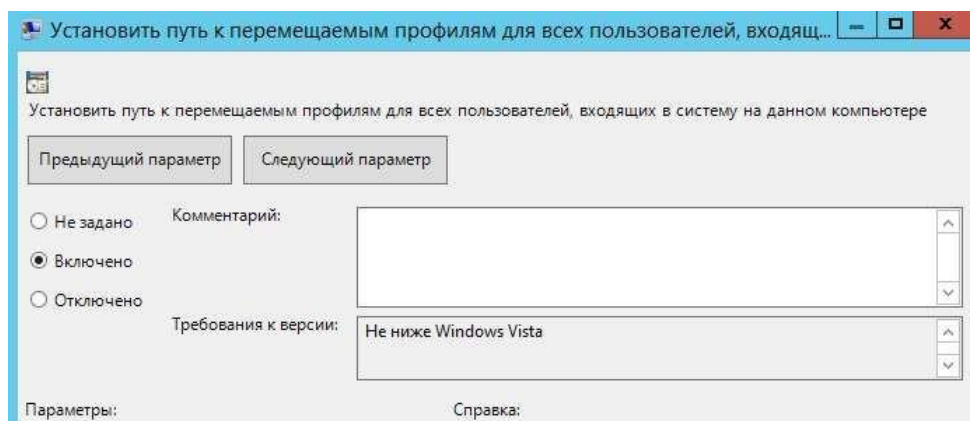 Установить путь к перемещаемым профилям для всех пользователей, входящ...
Установить путь к перемещаемым профилям для всех пользователей, входящих в систему на данном компьютере
Предыдущий параметр
Следующий параметр
Не задано
Включено
Отключено
Комментарий:
Требования к версии:
Не ниже Windows Vista
Параметры:
Справка: